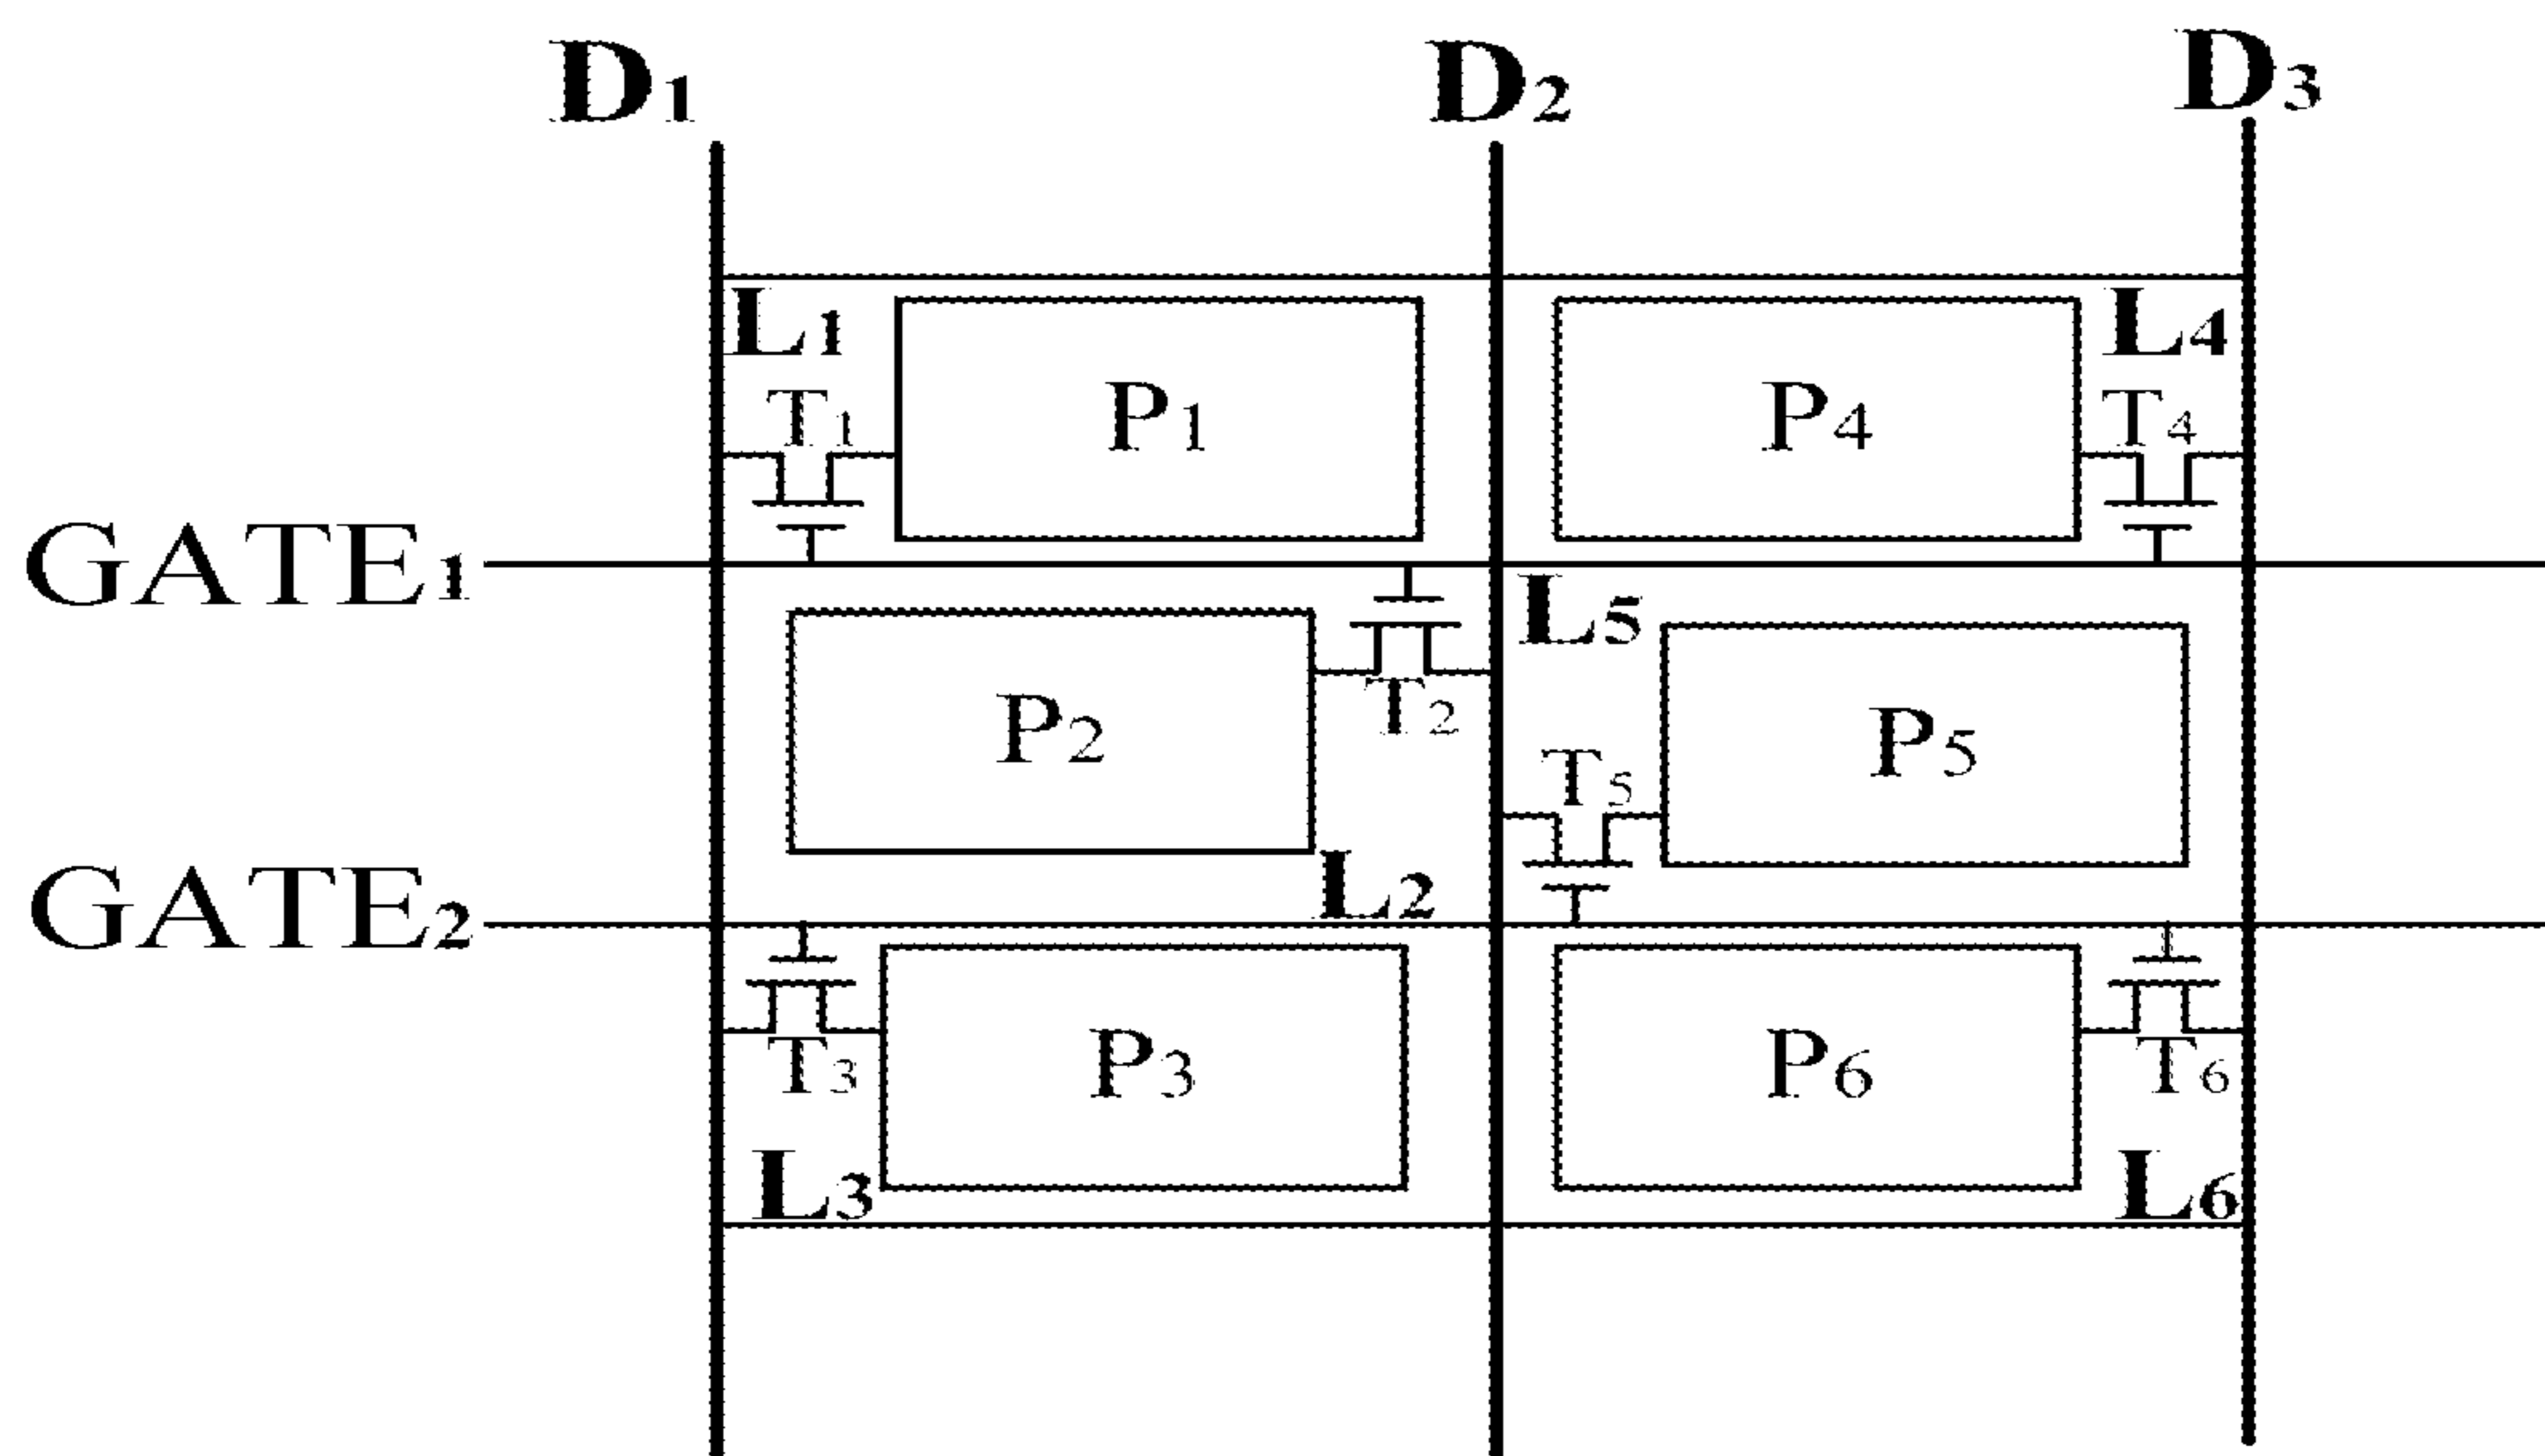 D1 D2 D3
L1 L4
P1 P4
T1 T4
GATE1
L5
P2 T2 P5
T5
L2
GATE2
P3 P6
T3 T6
L3 L6